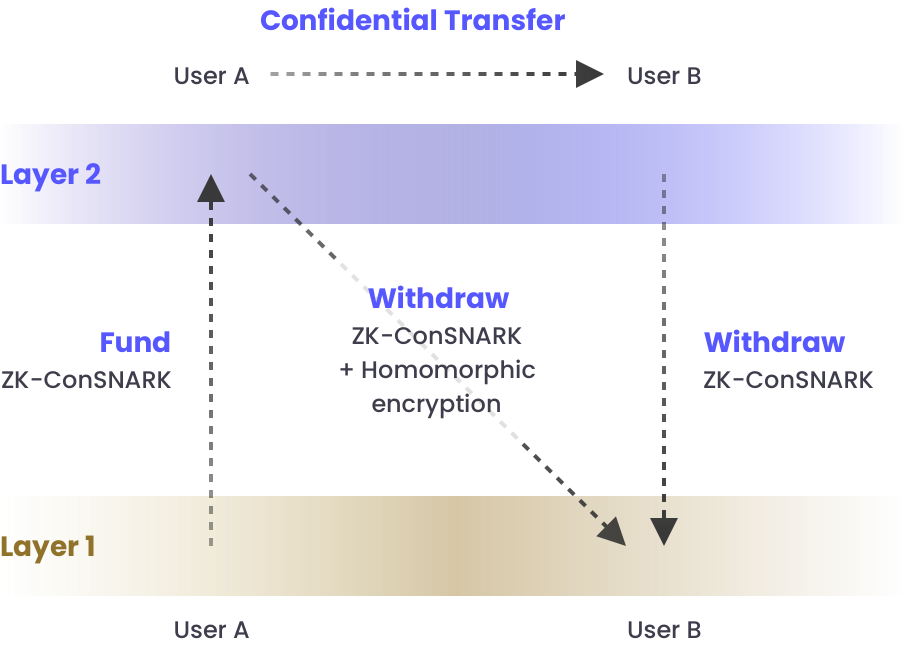 Confidential Transfer
User A
User B
Layer 2
Withdraw
ZK-ConSNARK
+ Homomorphic
encryption
Fund
ZK-ConSNARK
Withdraw
ZK-ConSNARK
Layer 1
User A
User B